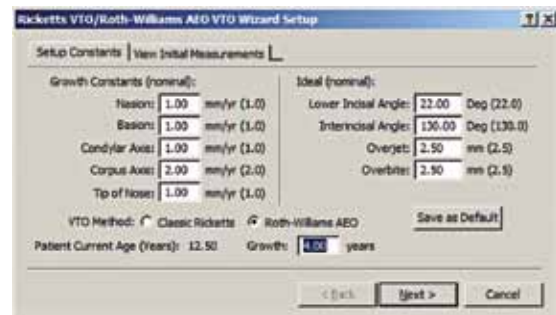 Ricketts VTO/Roth-Williams AEO VTO Wizard Setup
Setup Constants View Initial Measurements
Growth Constants (nominal): Ideal (nominal):
Nasion: 1.00 mm/yr (1.0) Lower Incisal Angle: 22.00 Deg (22.0)
Basion: 1.00 mm/yr (1.0) Interincisal Angle: 130.00 Deg (130.0)
Condylar Axis: 1.00 mm/yr (1.0) Overjet: 2.50 mm (2.5)
Corpus Axis: 2.00 mm/yr (2.0) Overbite: 2.50 mm (2.5)
Tip of Nose: 1.00 mm/yr (1.0)
VTO Method: Classic Ricketts Roth-Williams AEO Save as Default
Patient Current Age (Years): 12.50 Growth: 4.00 years
< Back Next > Cancel